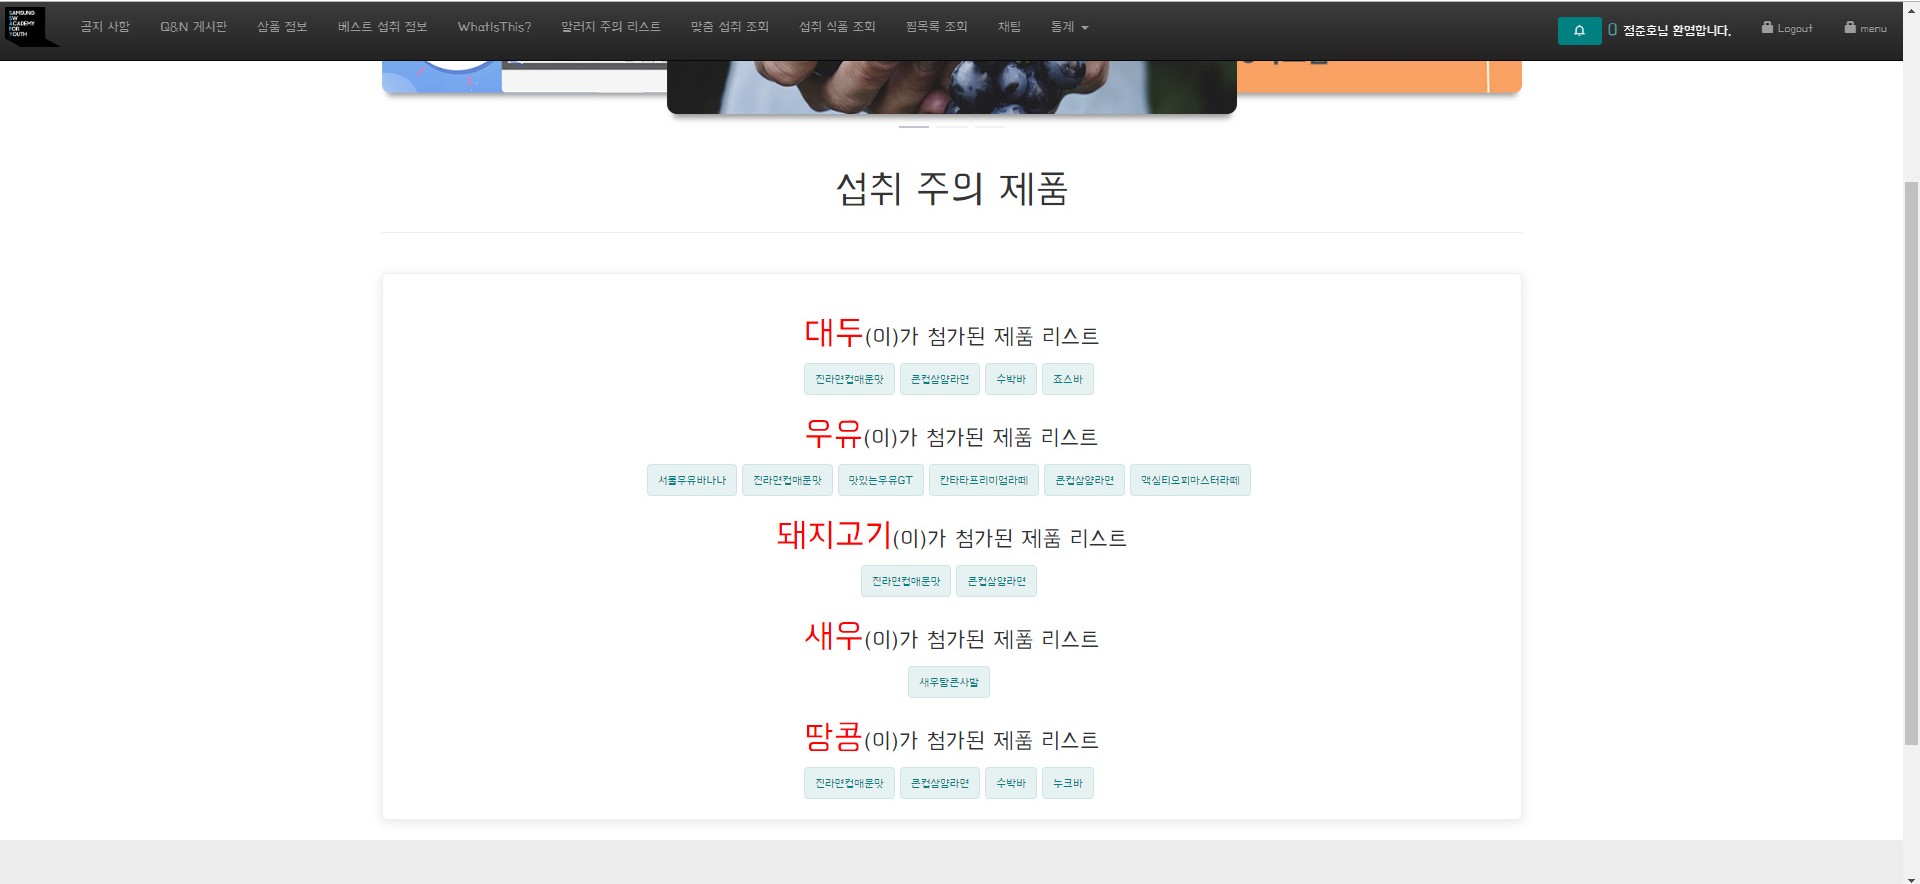 SAMSUNG
SW
ACADEMY
FOR
YOUTH
공지 사항 Q&N 게시판 상품 정보 베스트 섭취 정보 WhatIsThis? 알러지 주의 리스트 맞춤 섭취 조회 섭취 식품 조회 찜목록 조회 채팅 통계 0 점준호님 환영합니다. Logout menu
섭취 주의 제품
대두(이)가 첨가된 제품 리스트
진라면컵매운맛 큰컵삼양라면 수박바 죠스바
우유(이)가 첨가된 제품 리스트
서울우유바나나 진라면컵매운맛 맛있는우유GT 칸타타프리미엄라떼 큰컵삼양라면 맥심티오피마스터라떼
돼지고기(이)가 첨가된 제품 리스트
진라면컵매운맛 큰컵삼양라면
새우(이)가 첨가된 제품 리스트
새우탕큰사발
땅콩(이)가 첨가된 제품 리스트
진라면컵매운맛 큰컵삼양라면 수박바 누크바